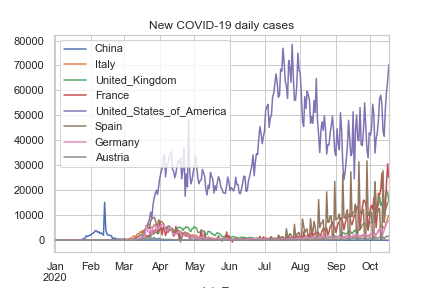 New COVID-19 daily cases
80000
70000
60000
50000
40000
30000
20000
10000
0
China
Italy
United_Kingdom
France
United_States_of_America
Spain
Germany
Austria
Jan Feb Mar Apr May Jun Jul Aug Sep Oct
2020